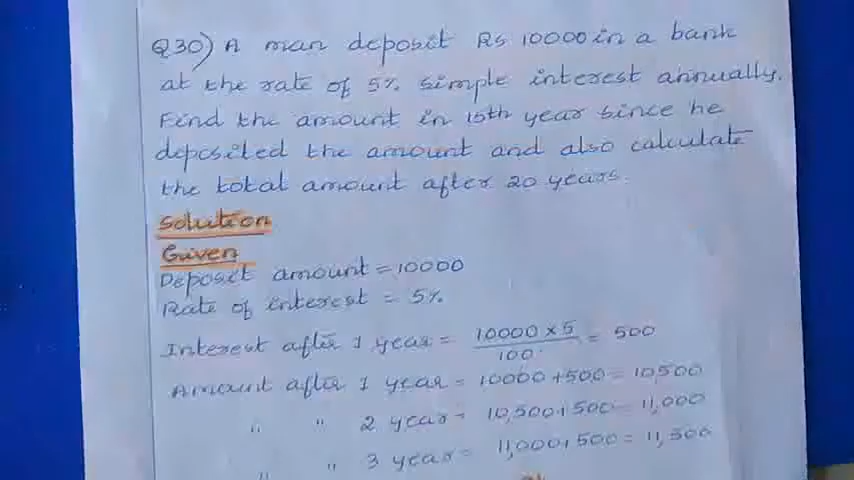 Q30) A man deposit Rs 10000 in a bank
at the rate of 5% simple interest annually.
Find the amount in 15th year since he
deposited the amount and also calculate
the total amount after 20 years.
Solution
Given
Deposit amount = 10000
Rate of interest = 5%
Interest after 1 year = 10000 x 5 / 100 = 500
Amount after 1 year = 10000 + 500 = 10,500
" " 2 year = 10,500 + 500 = 11,000
" " 3 year = 11,000 + 500 = 11,500